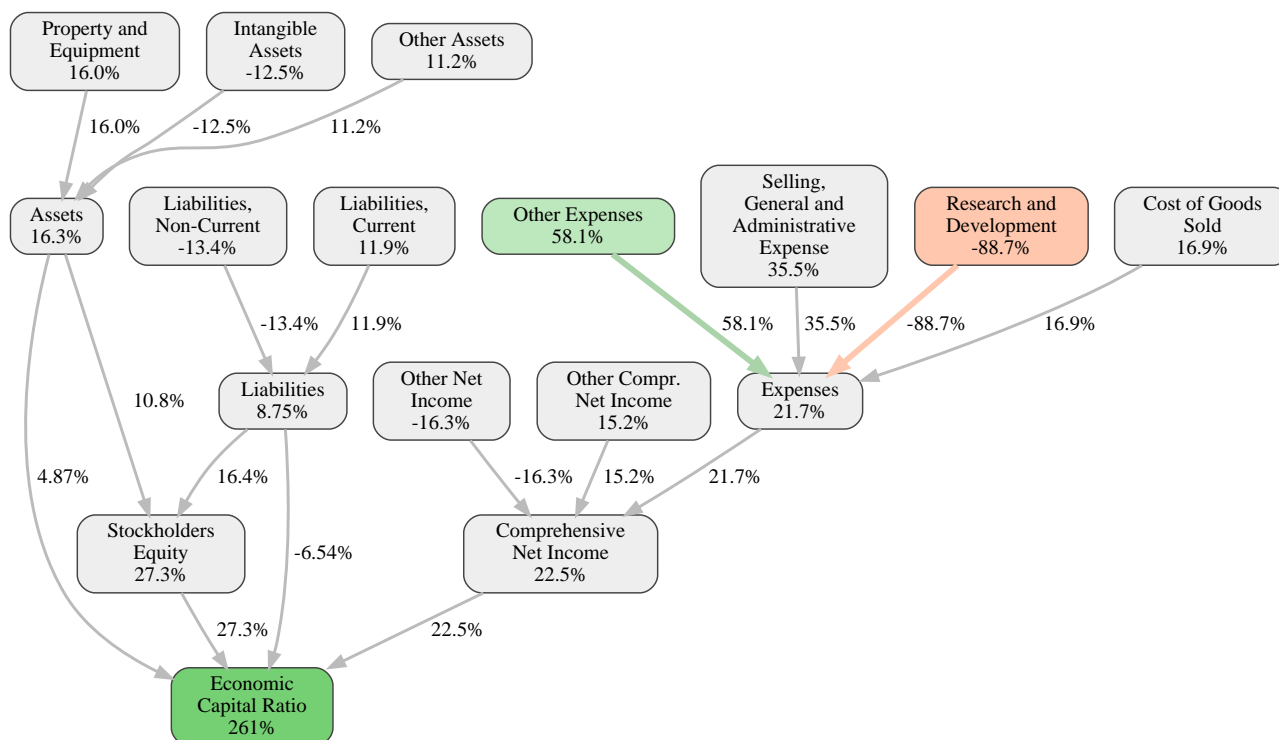 Property and
Equipment
16.0%
Intangible
Assets
-12.5%
Other Assets
11.2%
16.0%
-12.5%
11.2%
Assets
16.3%
Liabilities,
Non-Current
-13.4%
Liabilities,
Current
11.9%
Other Expenses
58.1%
Selling,
General and
Administrative
Expense
35.5%
Research and
Development
-88.7%
Cost of Goods
Sold
16.9%
-13.4%
11.9%
58.1%
35.5%
-88.7%
16.9%
Liabilities
8.75%
Other Net
Income
-16.3%
Other Compr.
Net Income
15.2%
Expenses
21.7%
10.8%
4.87%
16.4%
-16.3%
15.2%
21.7%
Stockholders
Equity
27.3%
-6.54%
Comprehensive
Net Income
22.5%
27.3%
22.5%
Economic
Capital Ratio
261%